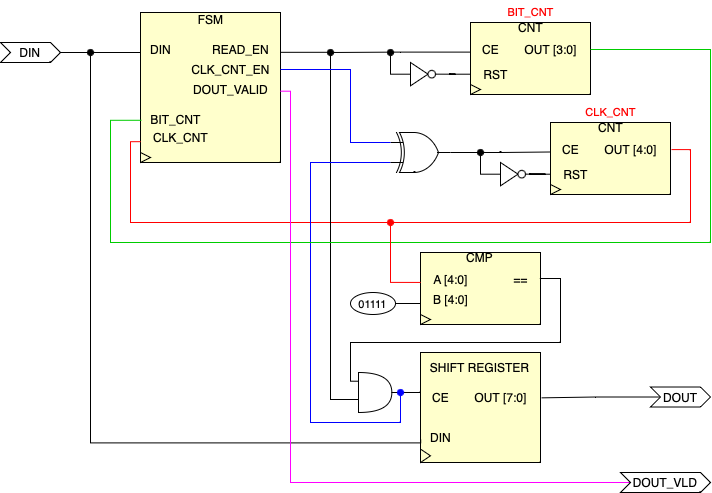 BIT_CNT
FSM
CNT
DIN
DIN
READ_EN
CE
OUT [3:0]
CLK_CNT_EN
RST
DOUT_VALID
CLK_CNT
BIT_CNT
CNT
CLK_CNT
CE
OUT [4:0]
RST
CMP
A [4:0]
==
01111
B [4:0]
SHIFT REGISTER
CE
OUT [7:0]
DOUT
DIN
DOUT_VLD